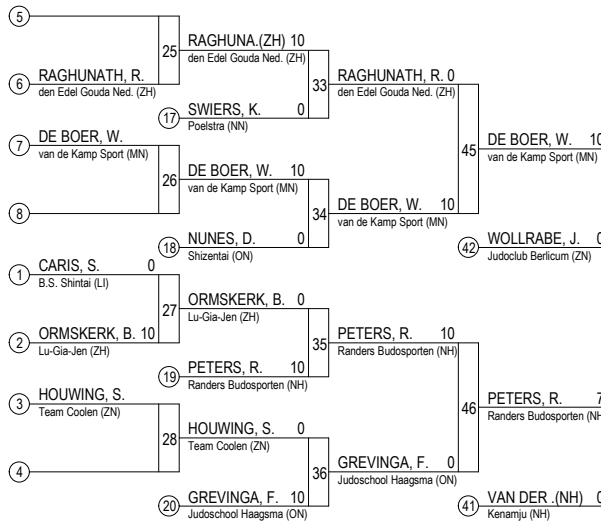 5
25 RAGHUNA.(ZH) 10
den Edel Gouda Ned. (ZH)
6 RAGHUNATH, R.
den Edel Gouda Ned. (ZH)
33 RAGHUNATH, R. 0
den Edel Gouda Ned. (ZH)
17 SWIERS, K. 0
Poelstra (NN)
7 DE BOER, W.
van de Kamp Sport (MN)
45 DE BOER, W. 10
van de Kamp Sport (MN)
26 DE BOER, W. 10
van de Kamp Sport (MN)
8
34 DE BOER, W. 10
van de Kamp Sport (MN)
18 NUNES, D. 0
Shizentai (ON)
42 WOLLRABE, J. 0
Judoclub Berlicum (ZN)
1 CARIS, S. 0
B.S. Shintai (LI)
27 ORMSKERK, B. 0
Lu-Gia-Jen (ZH)
2 ORMSKERK, B. 10
Lu-Gia-Jen (ZH)
35 PETERS, R. 10
Randers Budosporten (NH)
19 PETERS, R. 10
Randers Budosporten (NH)
3 HOUWING, S.
Team Coolen (ZN)
46 PETERS, R. 7
Randers Budosporten (NH
28 HOUWING, S. 0
Team Coolen (ZN)
4
36 GREVINGA, F. 0
Judoschool Haagsma (ON)
20 GREVINGA, F. 10
Judoschool Haagsma (ON)
41 VAN DER .(NH) 0
Kenamju (NH)